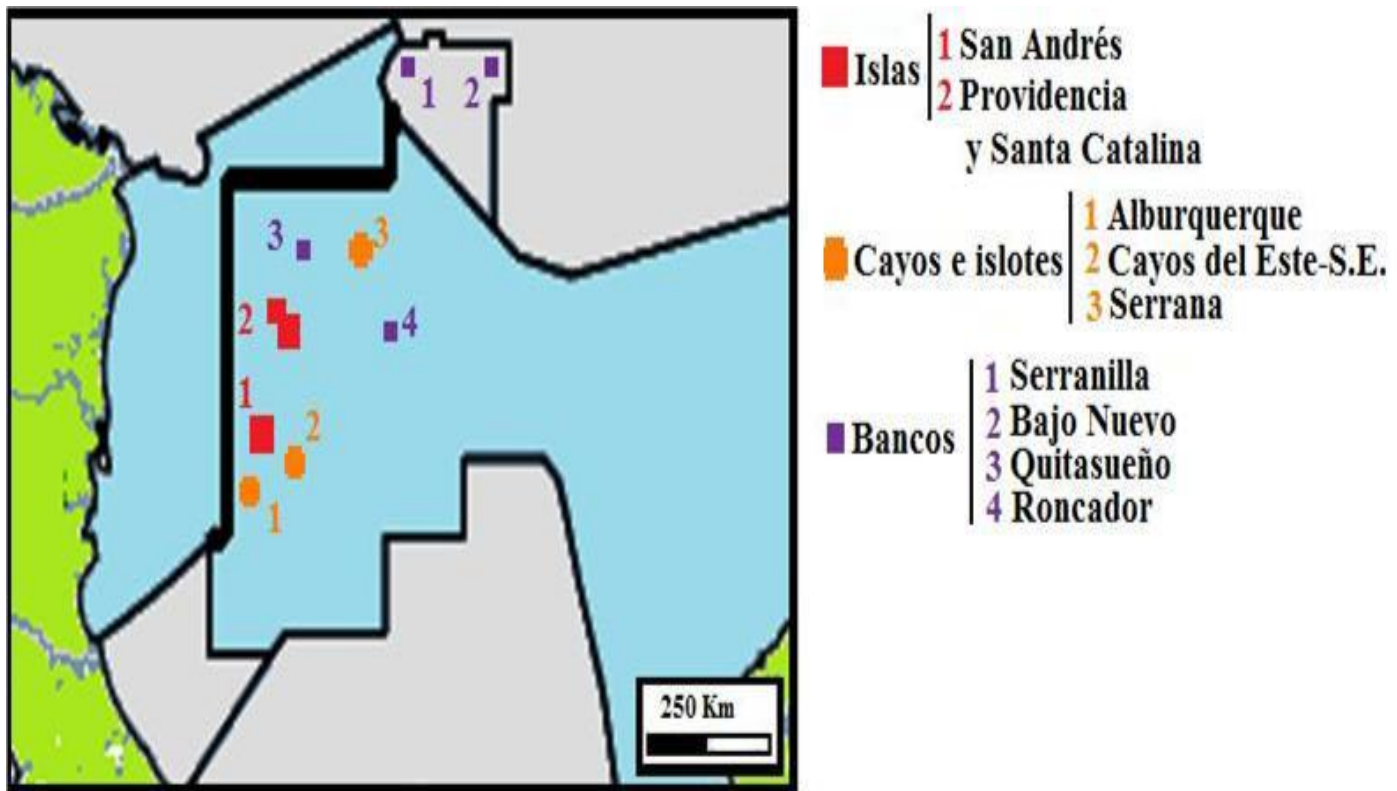 1
2
3
3
2
4
1
2
1
250 Km
Islas
1 San Andrés
2 Providencia
y Santa Catalina
Cayos e islotes
1 Alburquerque
2 Cayos del Este-S.E.
3 Serrana
Bancos
1 Serranilla
2 Bajo Nuevo
3 Quitasueño
4 Roncador